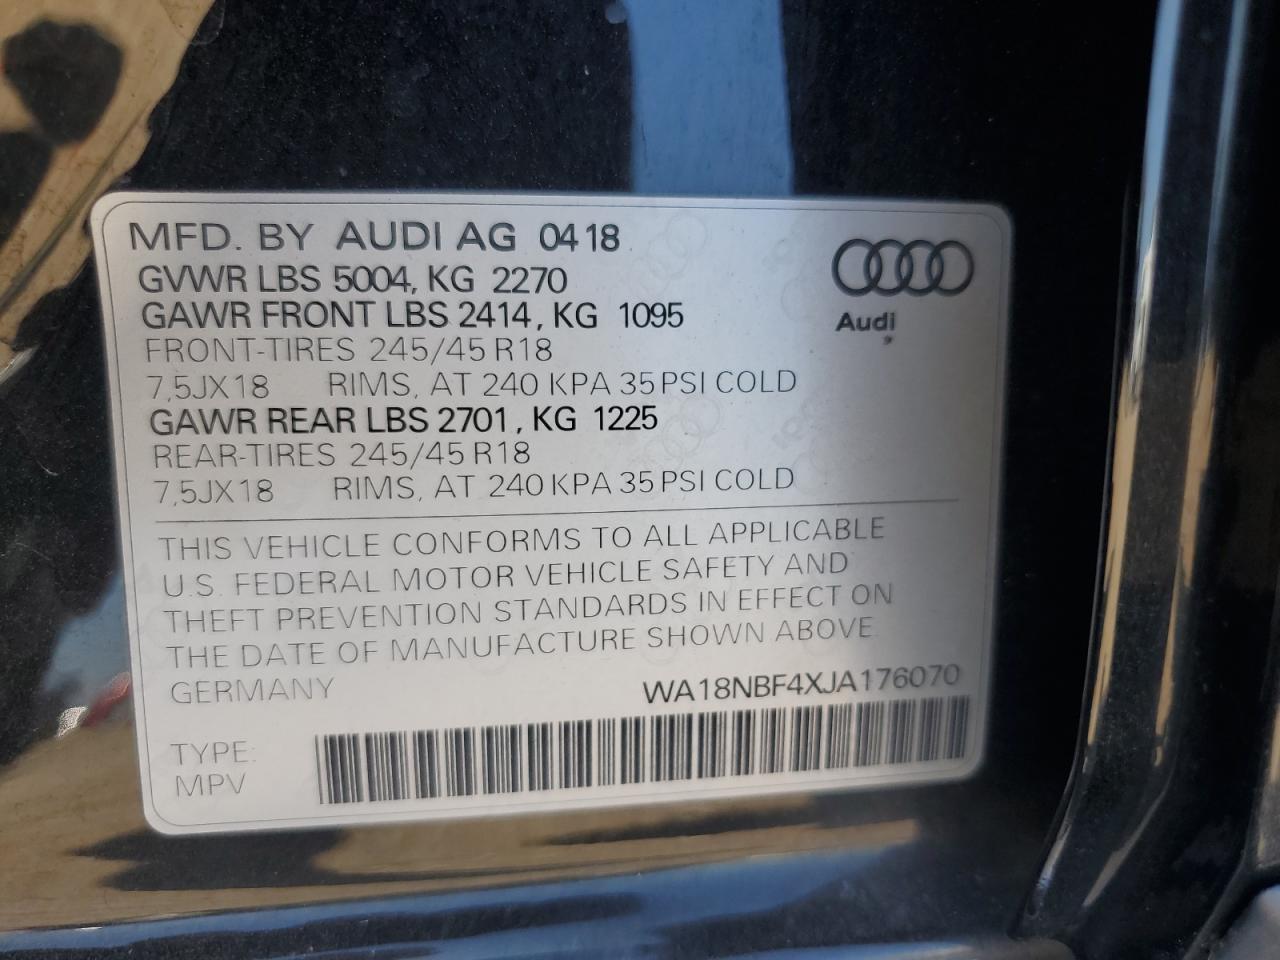 MFD. BY AUDI AG 0418
GVWR LBS 5004, KG 2270
GAWR FRONT LBS 2414, KG 1095
FRONT-TIRES 245/45 R18
7,5JX18 RIMS, AT 240 KPA 35 PSI COLD
GAWR REAR LBS 2701, KG 1225
REAR-TIRES 245/45 R18
7,5JX18 RIMS, AT 240 KPA 35 PSI COLD
Audi
THIS VEHICLE CONFORMS TO ALL APPLICABLE
U.S. FEDERAL MOTOR VEHICLE SAFETY AND
THEFT PREVENTION STANDARDS IN EFFECT ON
THE DATE OF MANUFACTURE SHOWN ABOVE.
GERMANY WA18NBF4XJA176070
TYPE:
MPV